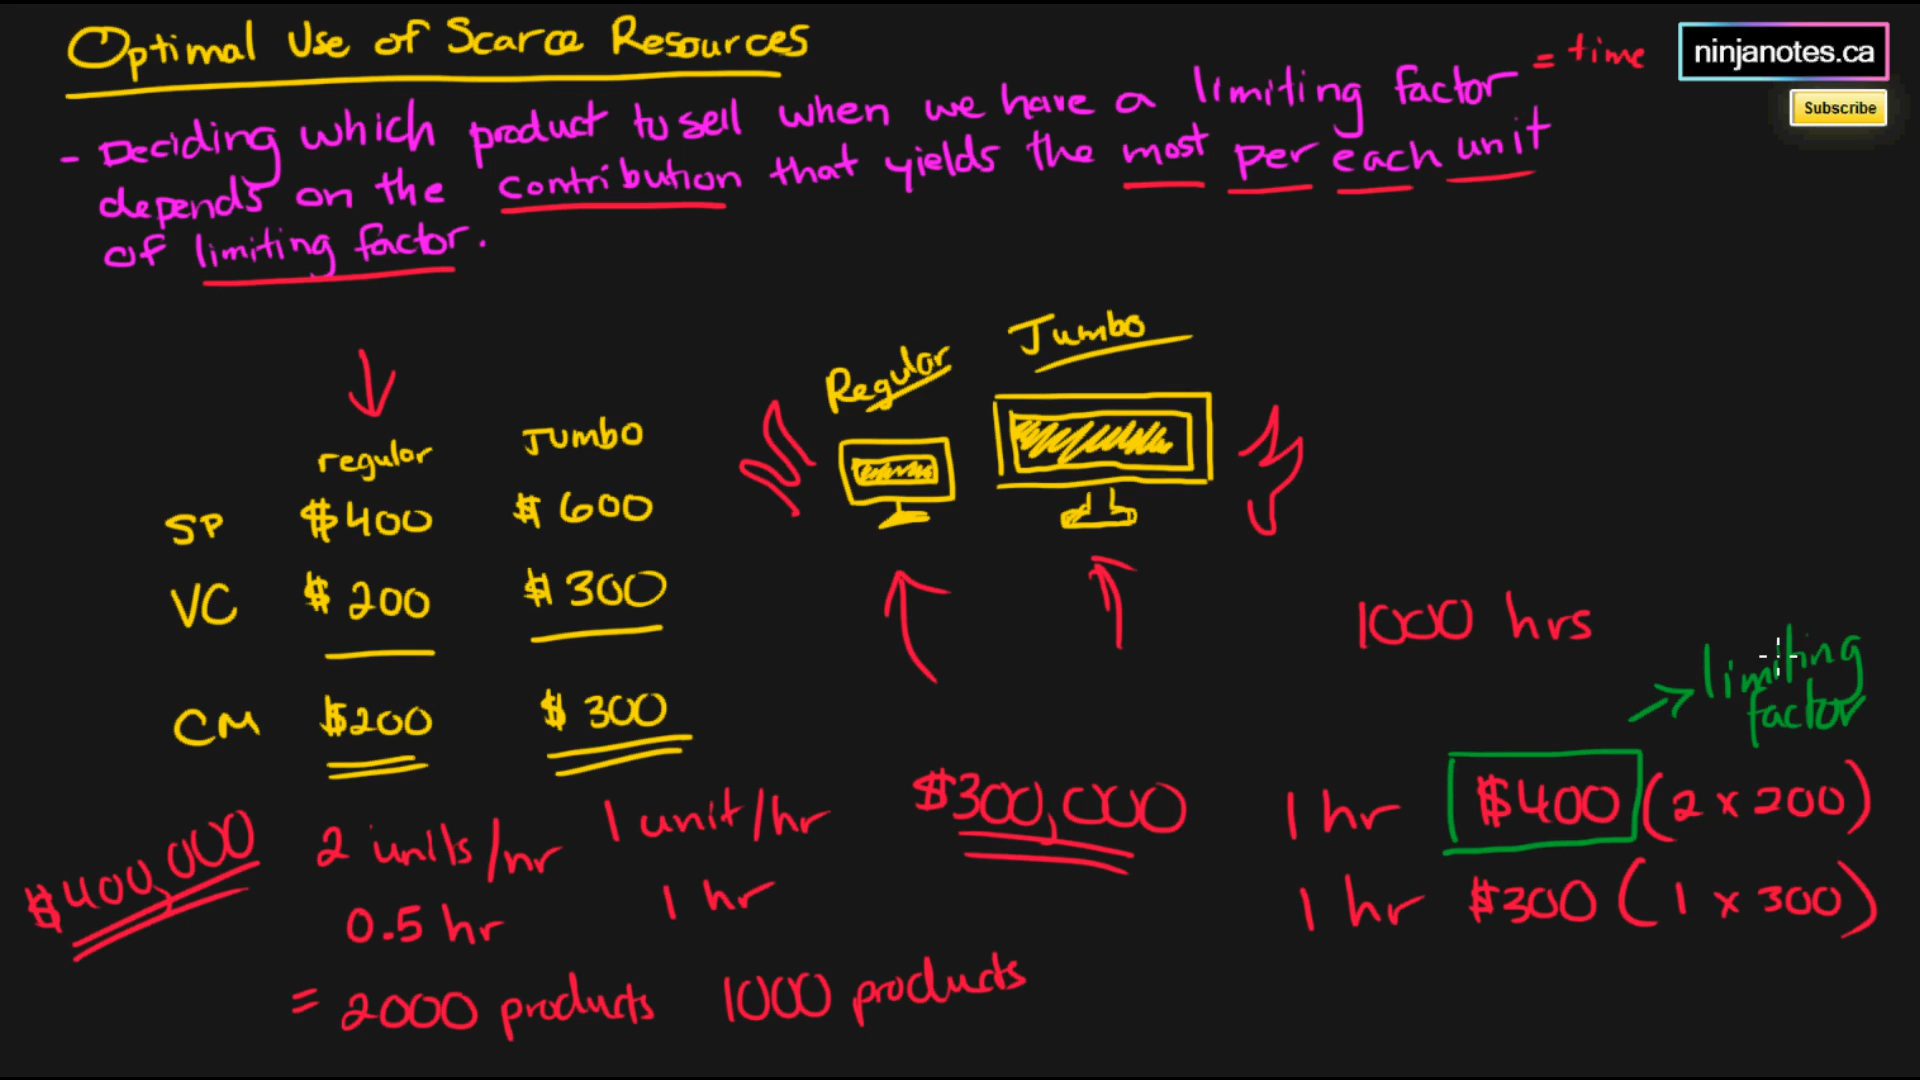 Optimal Use of Scarce Resources
= time
ninjanotes.ca
Subscribe
- Deciding which product to sell when we have a limiting factor
depends on the contribution that yields the most per each unit
of limiting factor.
Regular
Jumbo
regular
Jumbo
SP $400 $ 600
VC $ 200 $ 300
CM $200 $ 300
1000 hrs
limiting
factor
$400,000
2 units/hr
1 unit/hr
$300,000
1 hr $400 (2 x 200)
0.5 hr
1 hr
1 hr $300 (1 x 300)
= 2000 products
1000 products